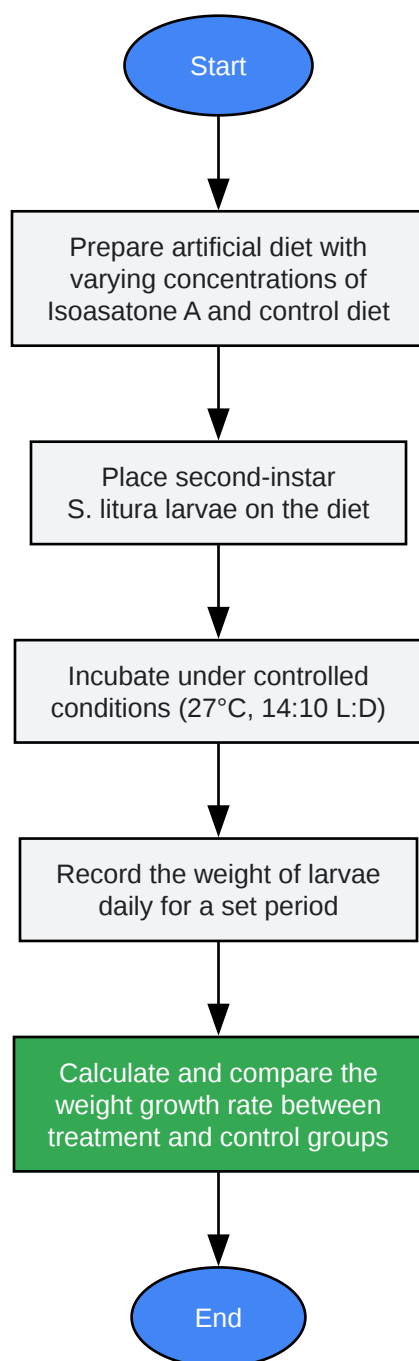 Start
Prepare artificial diet with
varying concentrations of
Isoasatone A and control diet
Place second-instar
S. litura larvae on the diet
Incubate under controlled
conditions (27°C, 14:10 L:D)
Record the weight of larvae
daily for a set period
Calculate and compare the
weight growth rate between
treatment and control groups
End